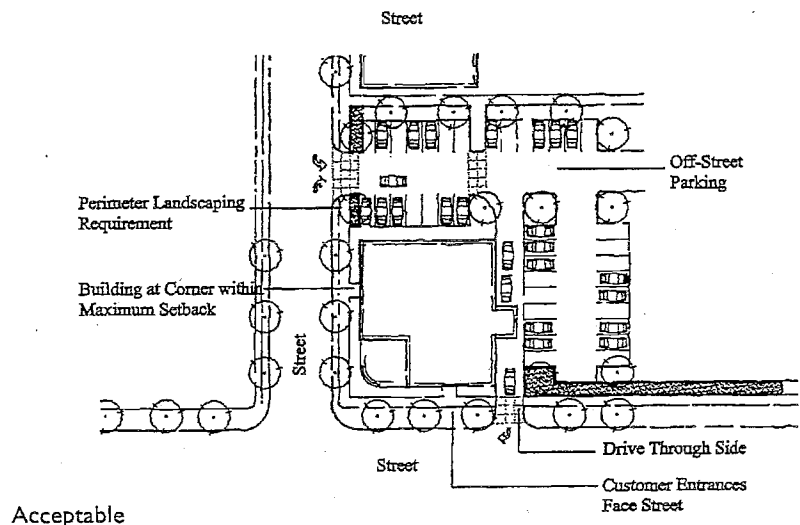 Street
Off-Street
Parking
Perimeter Landscaping
Requirement
Building at Corner within
Maximum Setback
Street
Street
Drive Through Side
Customer Entrances
Face Street
Acceptable